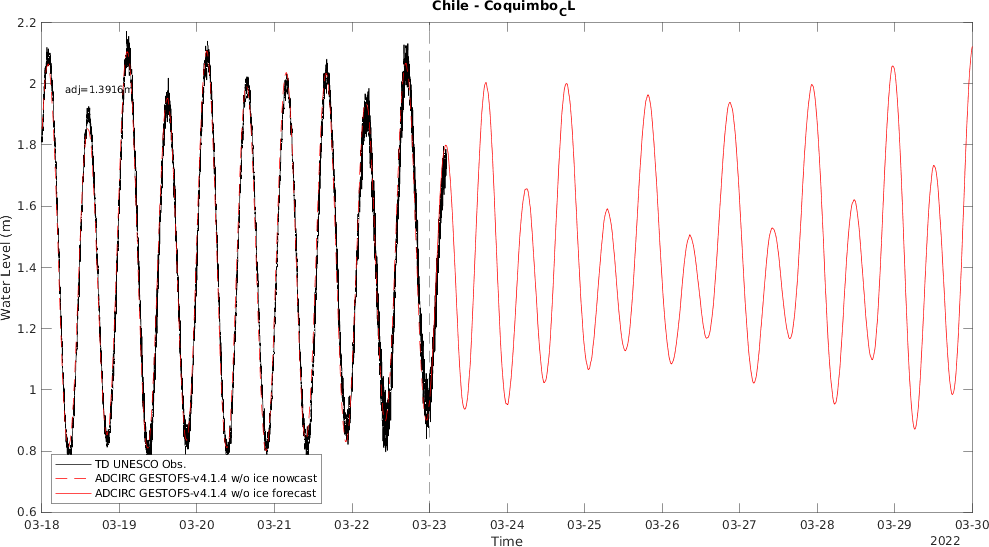 Chile - Coquimbo_CL
2.2
2
1.8
1.6
1.4
1.2
1
0.8
0.6
Water Level (m)
adj=1.3916m
TD UNESCO Obs.
ADCIRC GESTOFS-v4.1.4 w/o ice nowcast
ADCIRC GESTOFS-v4.1.4 w/o ice forecast
03-18 03-19 03-20 03-21 03-22 03-23 03-24 03-25 03-26 03-27 03-28 03-29 03-30
Time
2022